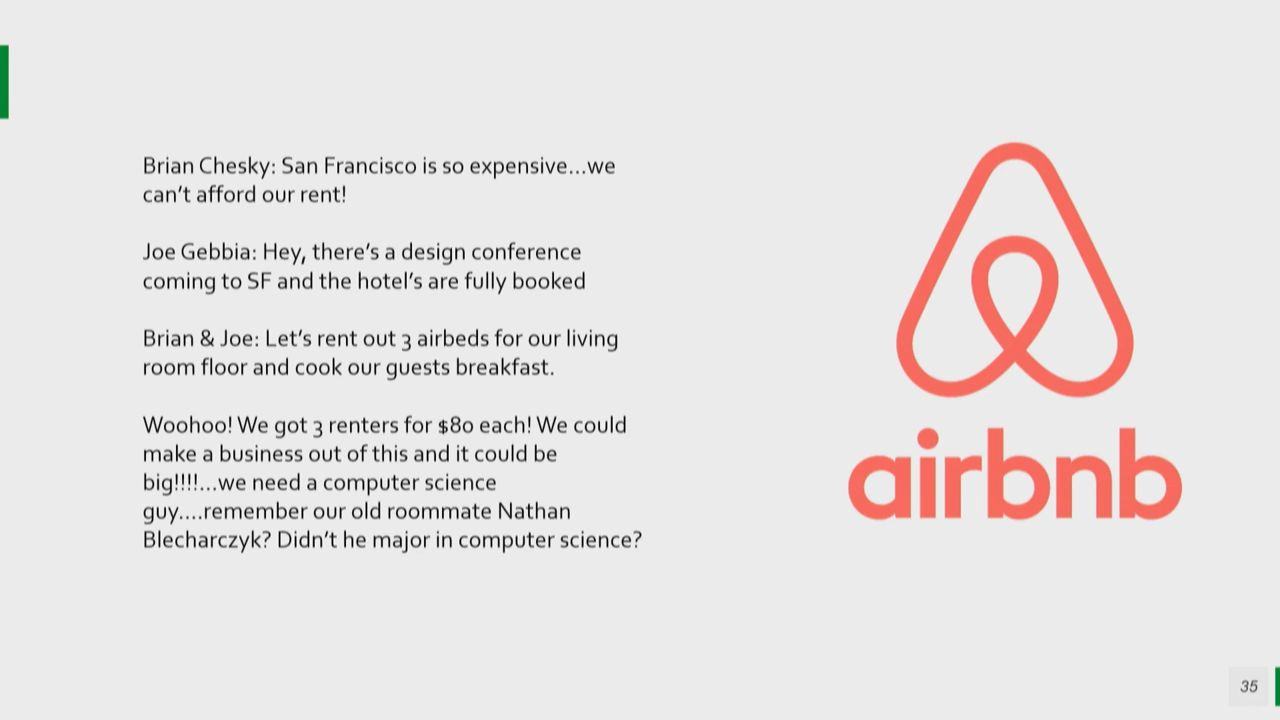 Brian Chesky: San Francisco is so expensive...we
can't afford our rent!
Joe Gebbia: Hey, there's a design conference
coming to SF and the hotel's are fully booked
Brian & Joe: Let's rent out 3 airbeds for our living
room floor and cook our guests breakfast.
Woohoo! We got 3 renters for $80 each! We could
make a business out of this and it could be
big!!!!...we need a computer science
guy....remember our old roommate Nathan
Blecharczyk? Didn't he major in computer science?
airbnb
35